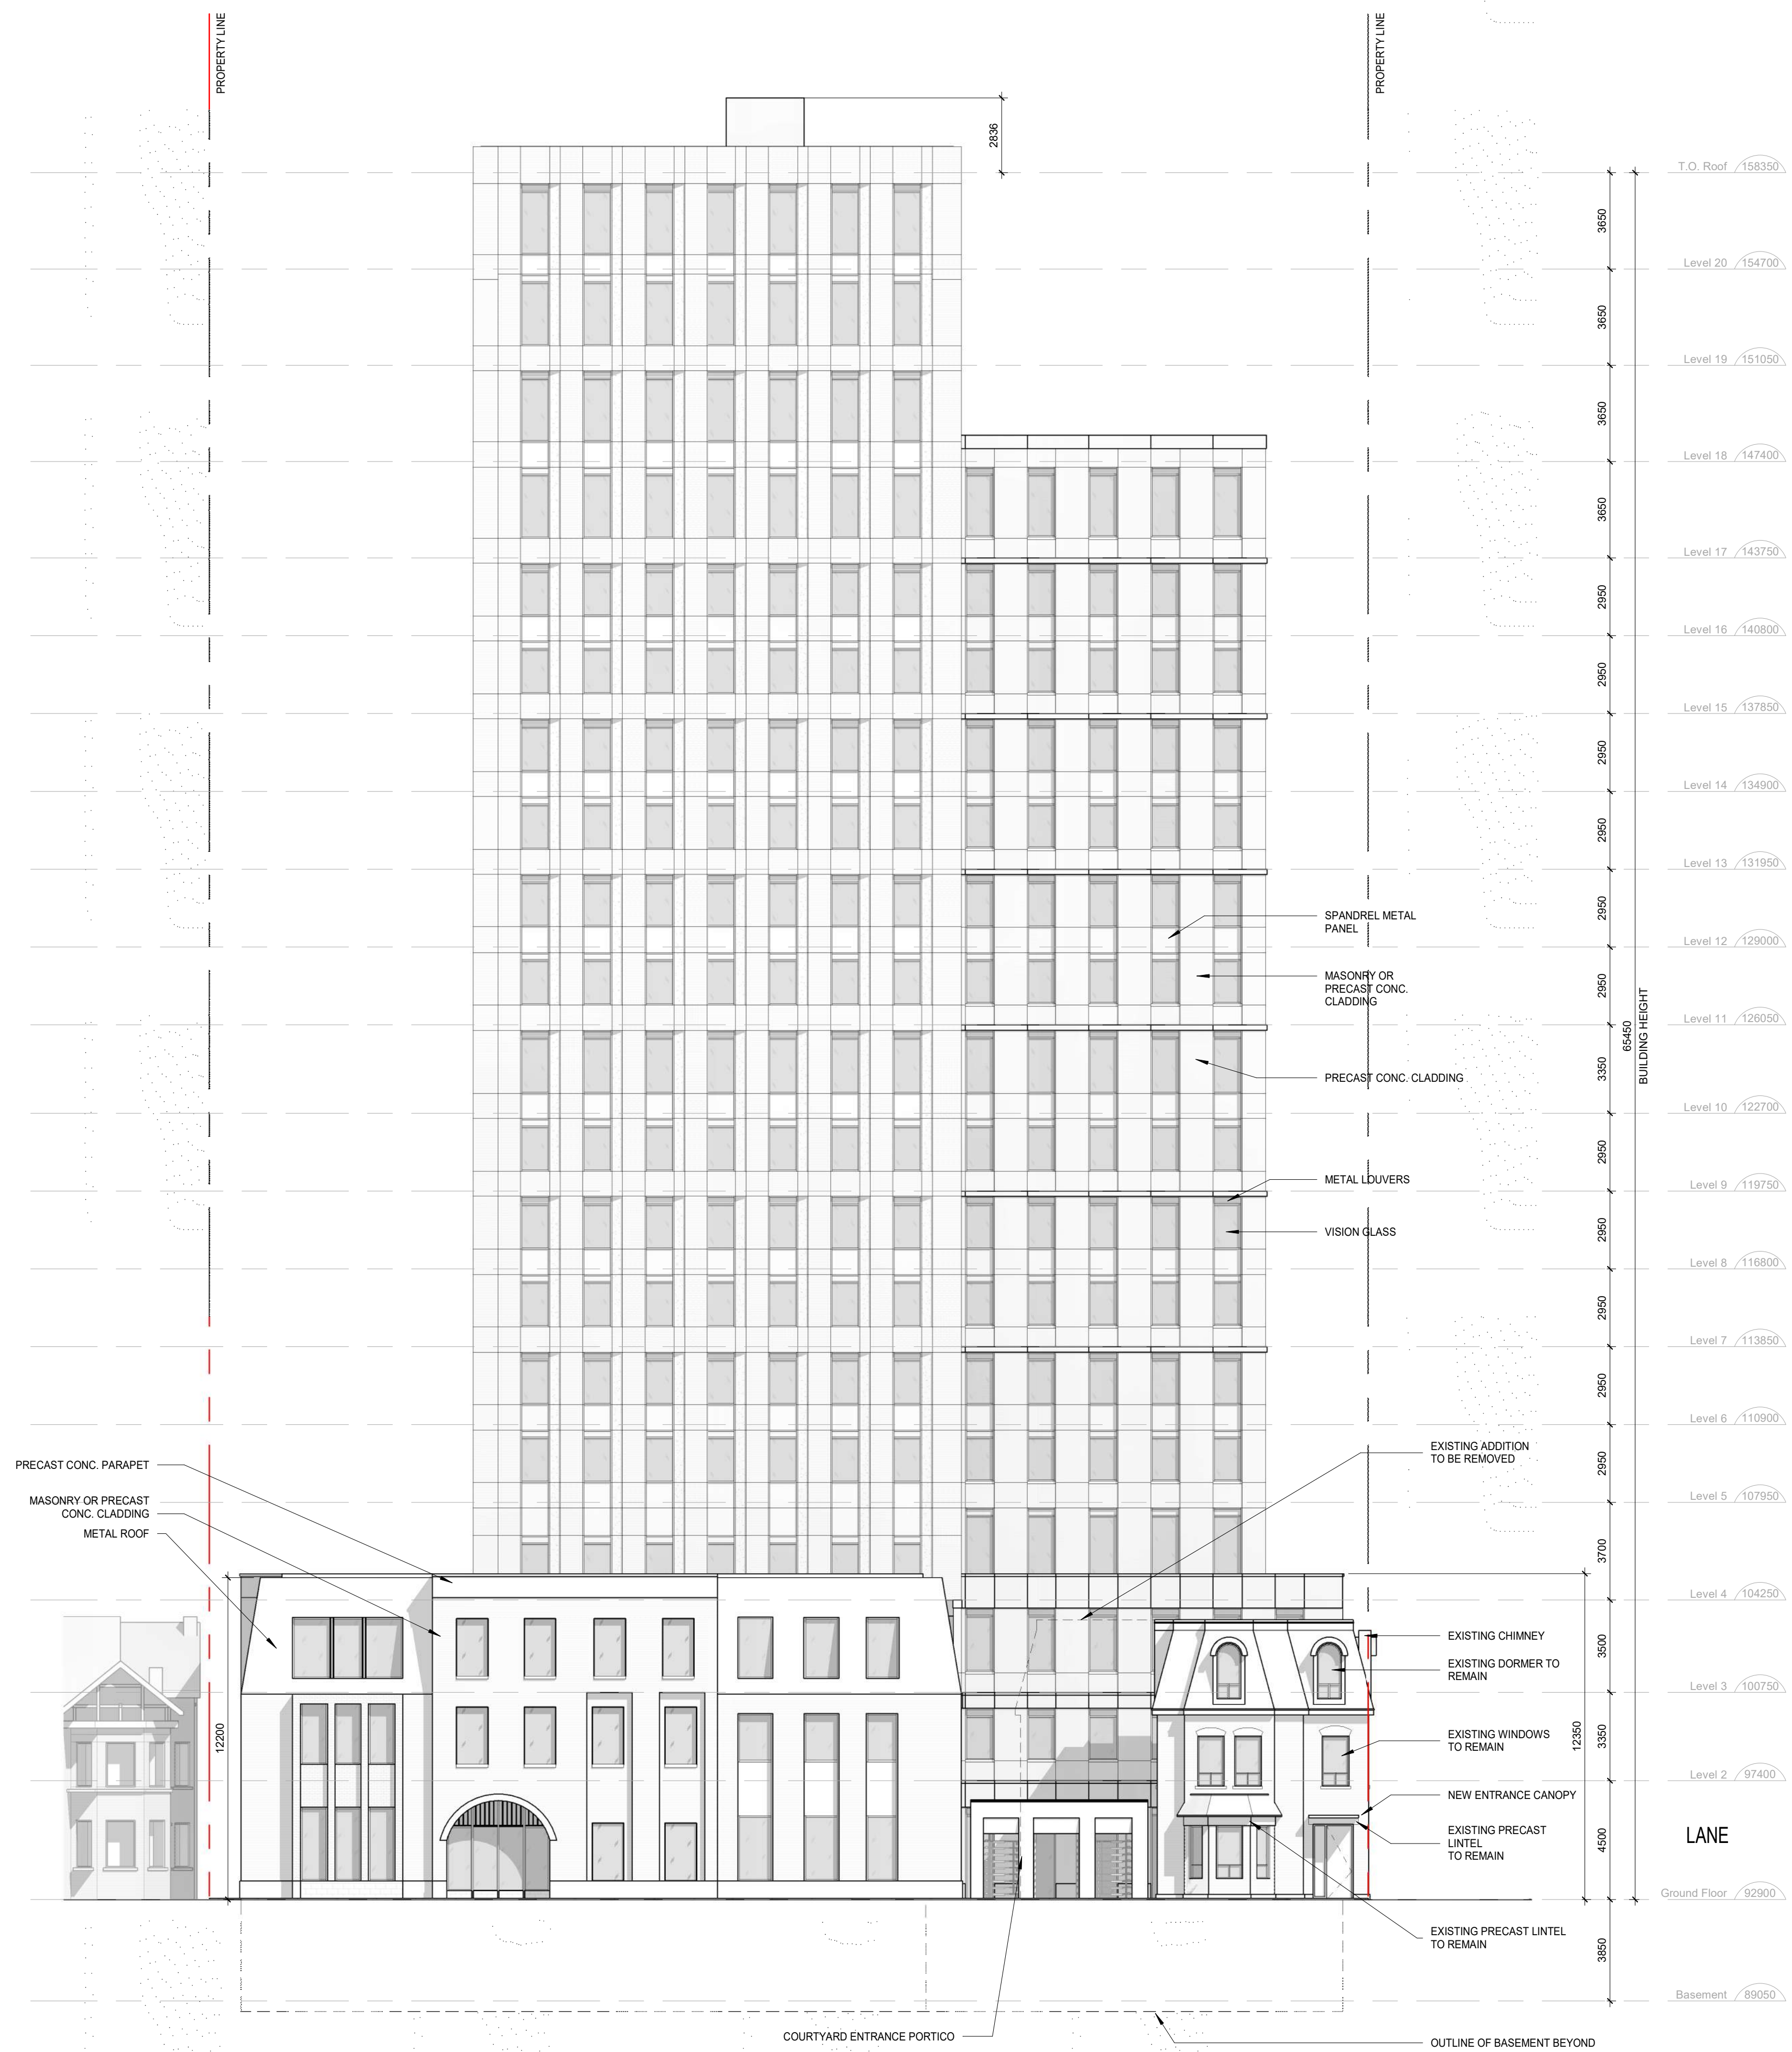 PROPERTY LINE
PROPERTY LINE
2836
T.O. Roof 158350
3650
Level 20 154700
3650
Level 19 151050
3650
Level 18 147400
3650
Level 17 143750
2950
Level 16 140800
2950
Level 15 137850
2950
Level 14 134900
2950
Level 13 131950
2950
Level 12 129000
2950
Level 11 126050
3350
Level 10 122700
2950
Level 9 119750
2950
Level 8 116800
2950
Level 7 113850
2950
Level 6 110900
2950
Level 5 107950
3700
Level 4 104250
3500
Level 3 100750
3350
Level 2 97400
4500
Ground Floor 92900
3850
Basement 89050
65450
BUILDING HEIGHT
12350
12200
SPANDREL METAL
PANEL
MASONRY OR
PRECAST CONC.
CLADDING
PRECAST CONC. CLADDING
METAL LOUVERS
VISION GLASS
EXISTING ADDITION
TO BE REMOVED
PRECAST CONC. PARAPET
MASONRY OR PRECAST
CONC. CLADDING
METAL ROOF
EXISTING CHIMNEY
EXISTING DORMER TO
REMAIN
EXISTING WINDOWS
TO REMAIN
NEW ENTRANCE CANOPY
EXISTING PRECAST
LINTEL
TO REMAIN
LANE
EXISTING PRECAST LINTEL
TO REMAIN
COURTYARD ENTRANCE PORTICO
OUTLINE OF BASEMENT BEYOND